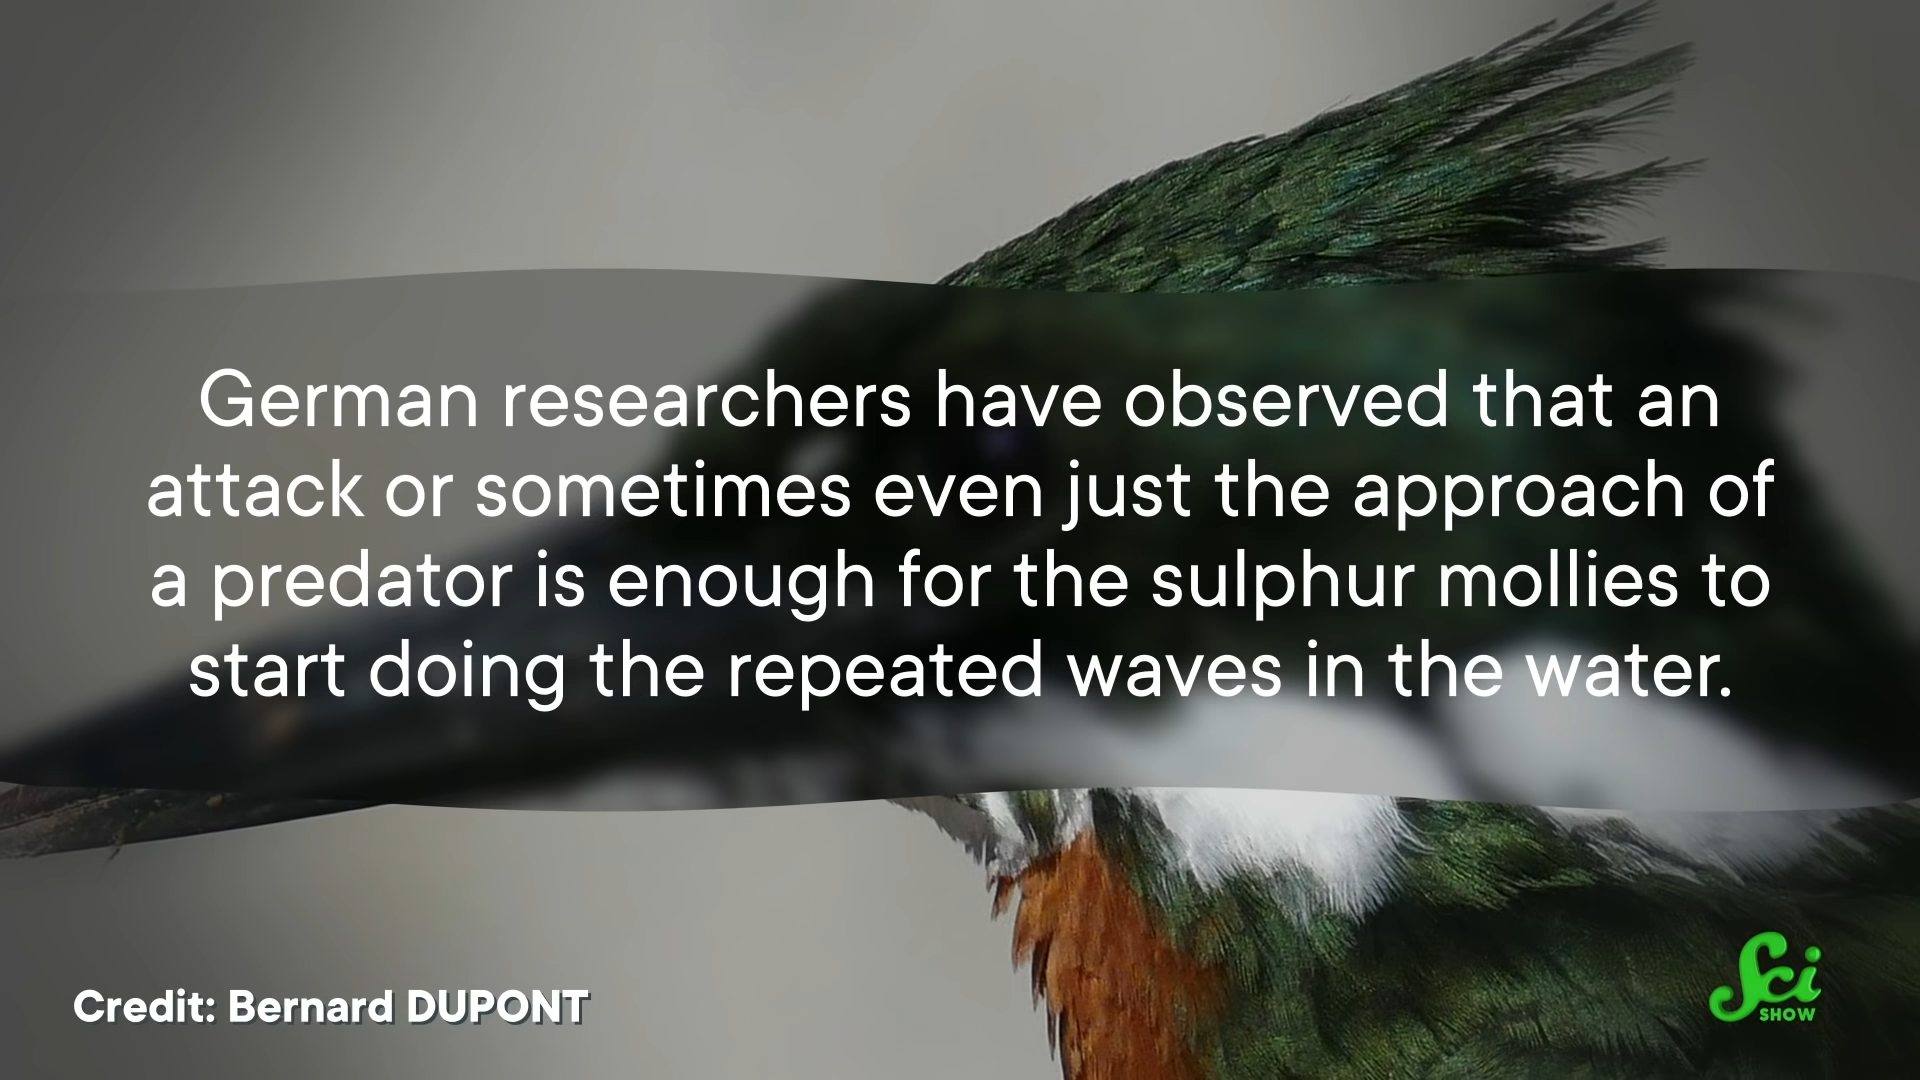 German researchers have observed that an
attack or sometimes even just the approach of
a predator is enough for the sulphur mollies to
start doing the repeated waves in the water.
Credit: Bernard DUPONT
Sci
SHOW